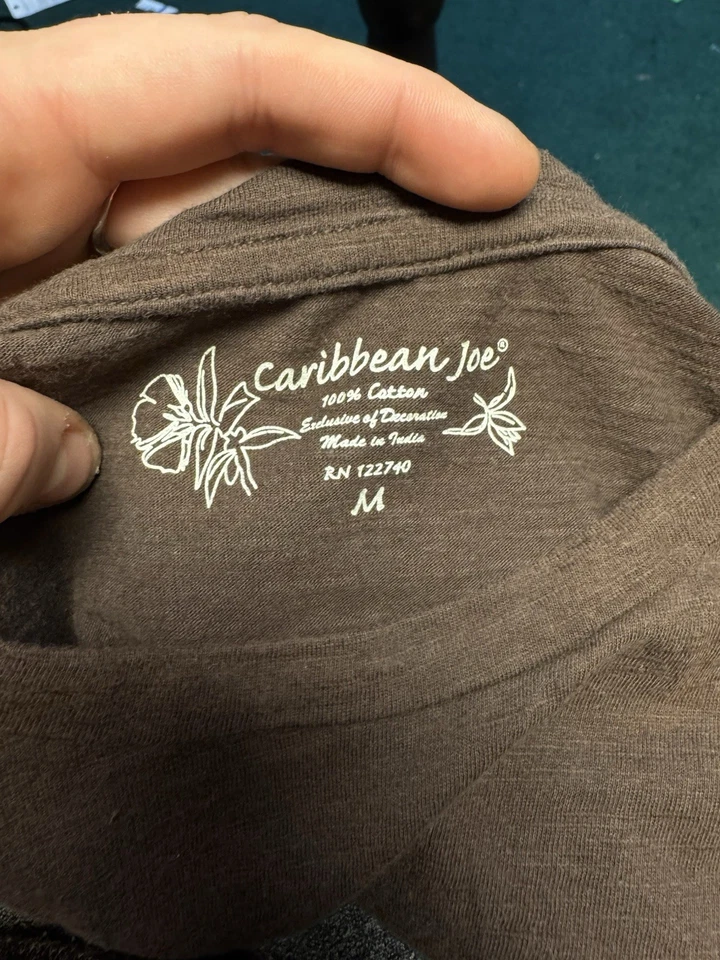 Caribbean Joe®
100% Cotton
Exclusive of Decoration
Made in India
RN 122740
M